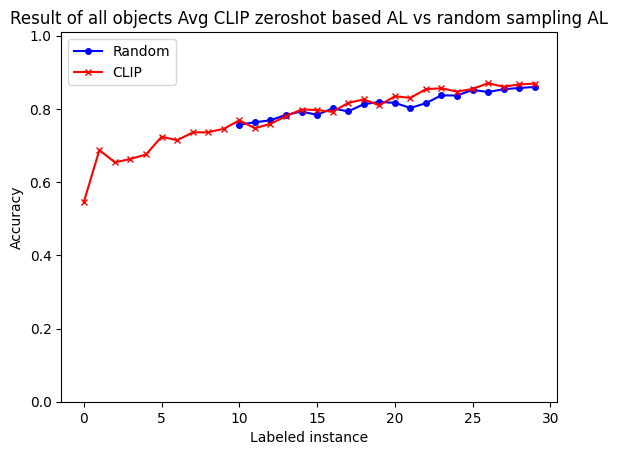 Result of all objects Avg CLIP zeroshot based AL vs random sampling AL
Random
CLIP
1.0
0.8
0.6
0.4
0.2
0.0
Accuracy
0 5 10 15 20 25 30
Labeled instance